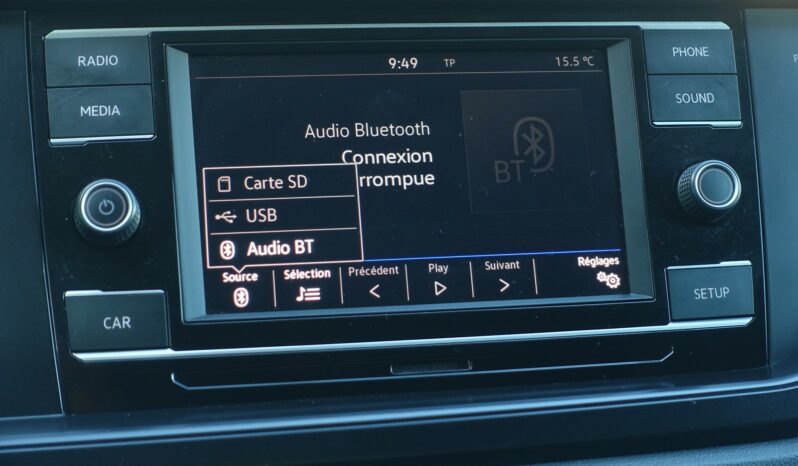 RADIO
MEDIA
CAR
9:49 TP 15.5 °C
Audio Bluetooth
Connexion
rrompue
BT
Carte SD
USB
Audio BT
Source Sélection Précédent Play Suivant Réglages
PHONE
SOUND
SETUP